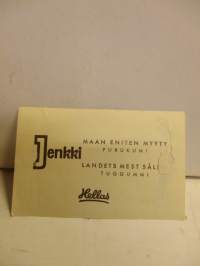 Jenkki
MAAN ENITEN MYYTY
PURUKUMI
LANDETS MEST SÅLDA
TUGGUMMI
Hellas